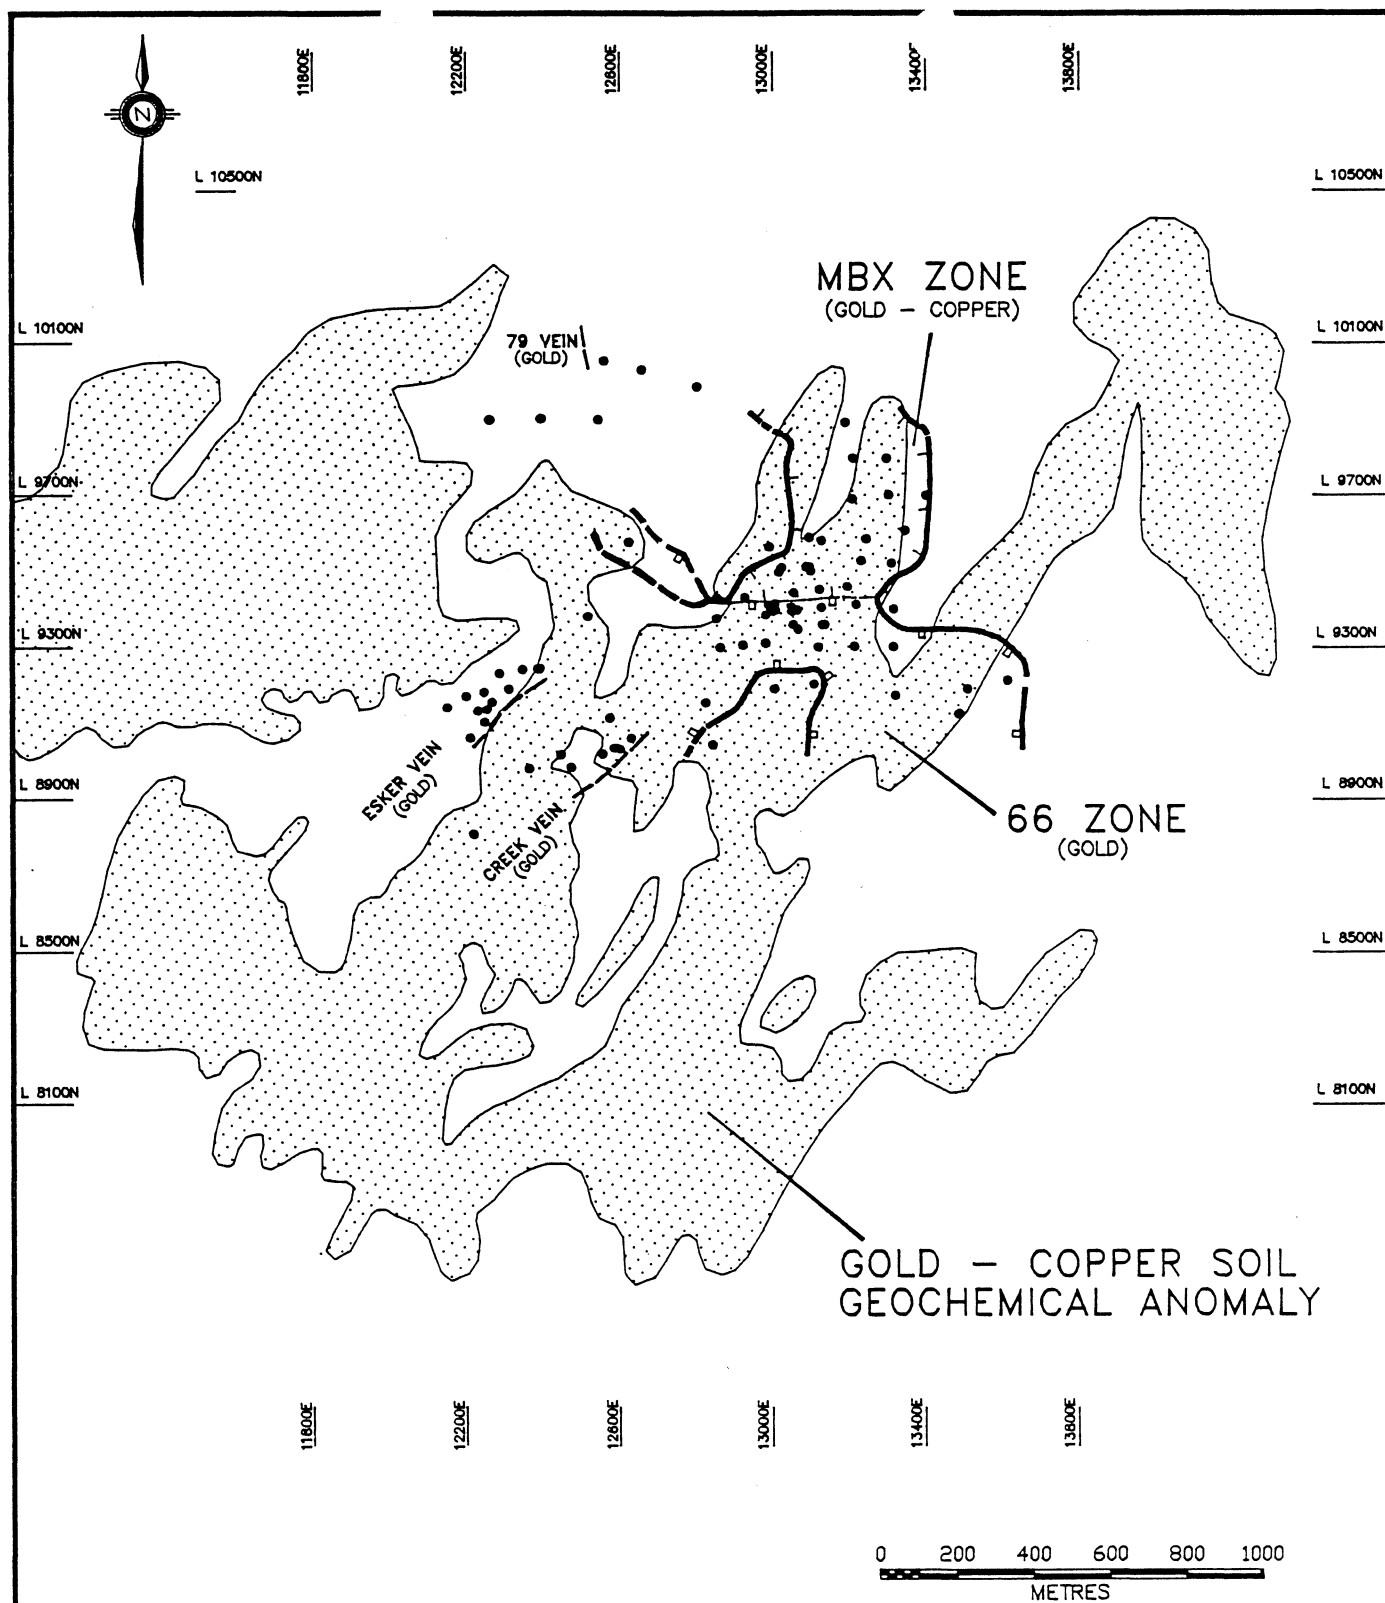 11800E
12200E
12600E
13000E
13400E
13800E
N
L 10500N
L 10500N
MBX ZONE
(GOLD – COPPER)
L 10100N
L 10100N
79 VEIN
(GOLD)
L 9700N
L 9700N
L 9300N
L 9300N
ESKER VEIN
(GOLD)
L 8900N
L 8900N
CREEK VEIN
(GOLD)
66 ZONE
(GOLD)
L 8500N
L 8500N
L 8100N
L 8100N
GOLD – COPPER SOIL
GEOCHEMICAL ANOMALY
11800E
12200E
12600E
13000E
13400E
13800E
0 200 400 600 800 1000
METRES